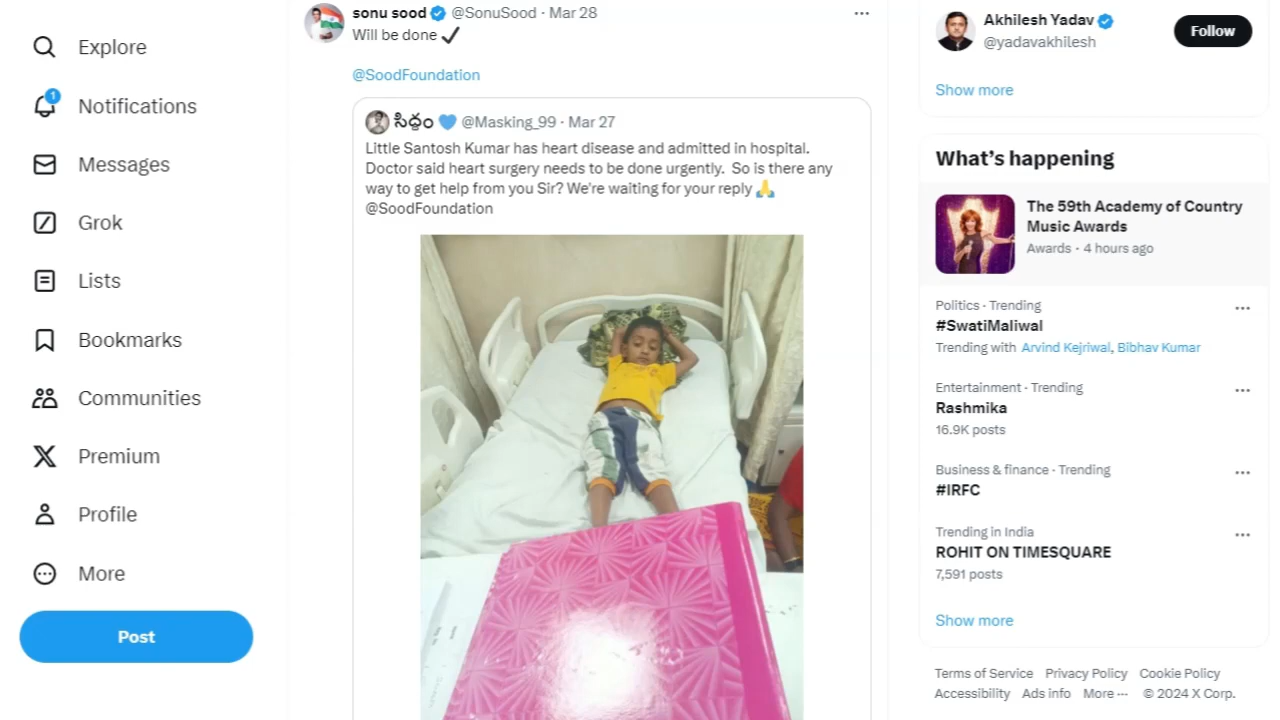 Explore
Notifications
1
Messages
Grok
Lists
Bookmarks
Communities
Premium
Profile
More
Post
sonu sood @SonuSood · Mar 28
Will be done ✔
@SoodFoundation
సిద్దం 💙 @Masking_99 · Mar 27
Little Santosh Kumar has heart disease and admitted in hospital.
Doctor said heart surgery needs to be done urgently. So is there any
way to get help from you Sir? We're waiting for your reply 🙏
@SoodFoundation
Akhilesh Yadav
@yadavakhilesh
Follow
Show more
What's happening
The 59th Academy of Country
Music Awards
Awards · 4 hours ago
Politics · Trending
#SwatiMaliwal
Trending with Arvind Kejriwal, Bibhav Kumar
Entertainment · Trending
Rashmika
16.9K posts
Business & finance · Trending
#IRFC
Trending in India
ROHIT ON TIMESQUARE
7,591 posts
Show more
Terms of Service Privacy Policy Cookie Policy
Accessibility Ads info More ··· © 2024 X Corp.